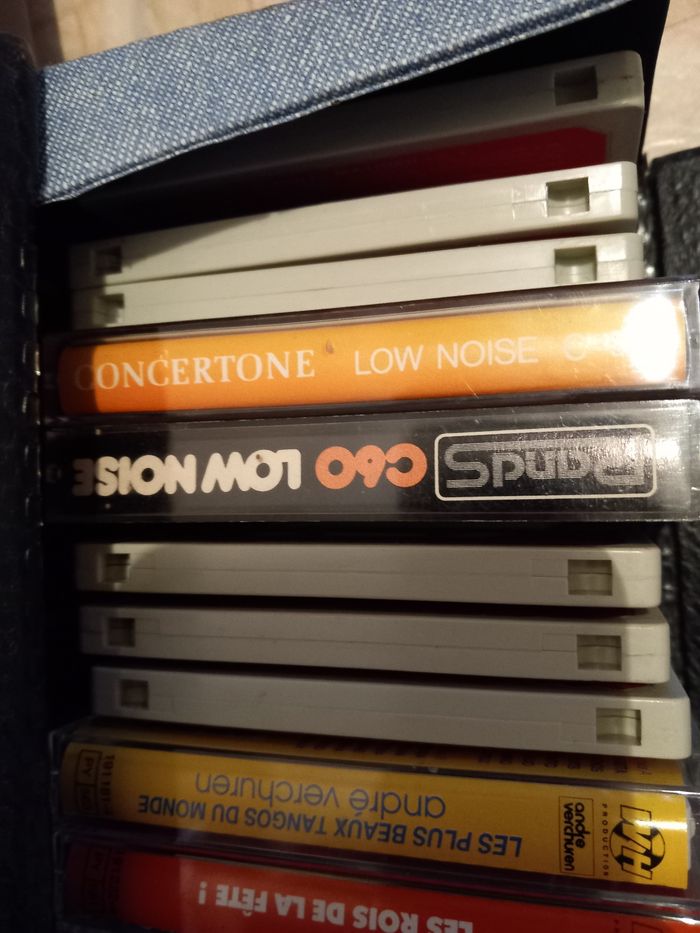 CONCERTONE LOW NOISE C
LOW NOISE C60
LES PLUS BEAUX TANGOS DU MONDE
andré verchuren
andré
verchuren
PRODUCTION
LES ROIS DE LA FÊTE !